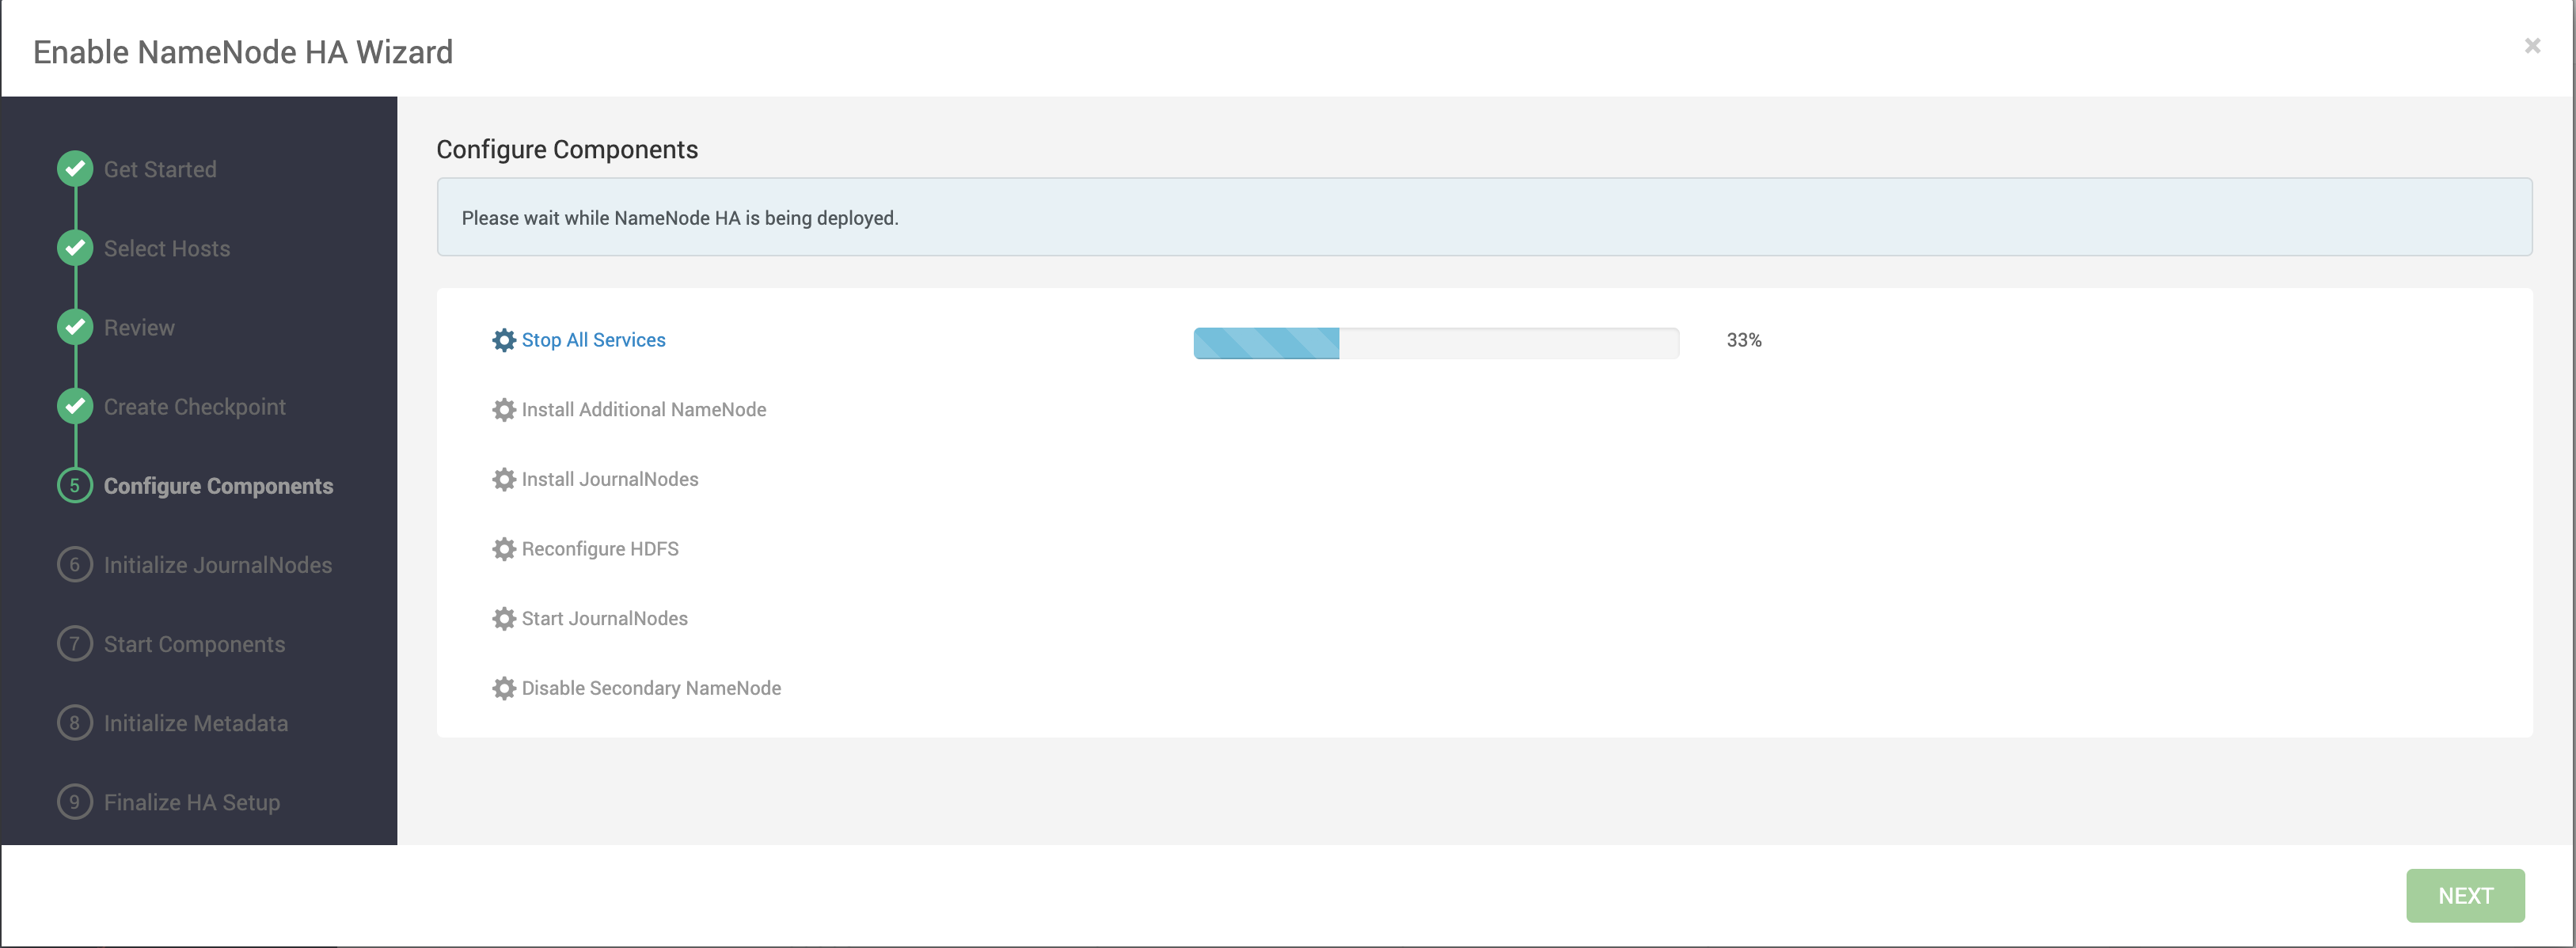 Enable NameNode HA Wizard
×
Get Started
Select Hosts
Review
Create Checkpoint
5 Configure Components
6 Initialize JournalNodes
7 Start Components
8 Initialize Metadata
9 Finalize HA Setup
Configure Components
Please wait while NameNode HA is being deployed.
Stop All Services 33%
Install Additional NameNode
Install JournalNodes
Reconfigure HDFS
Start JournalNodes
Disable Secondary NameNode
NEXT